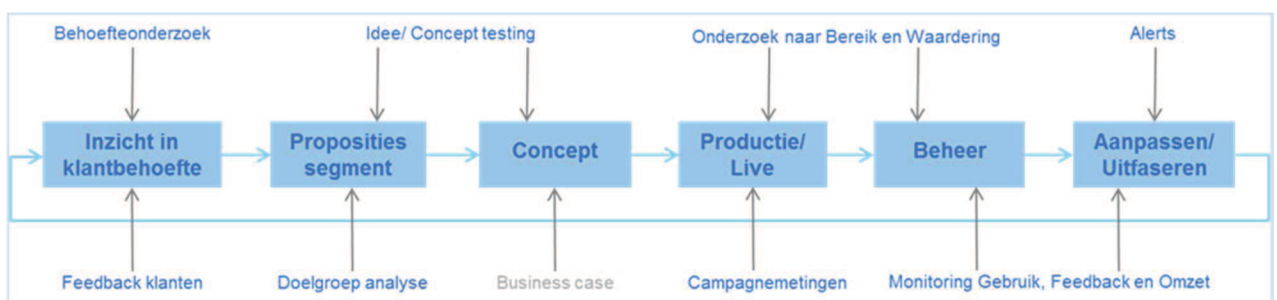 Behoefteonderzoek
Idee/ Concept testing
Onderzoek naar Bereik en Waardering
Alerts
Inzicht in
klantbehoefte
Proposities
segment
Concept
Productie/
Live
Beheer
Aanpassen/
Uitfaseren
Feedback klanten
Doelgroep analyse
Business case
Campagnemetingen
Monitoring Gebruik, Feedback en Omzet